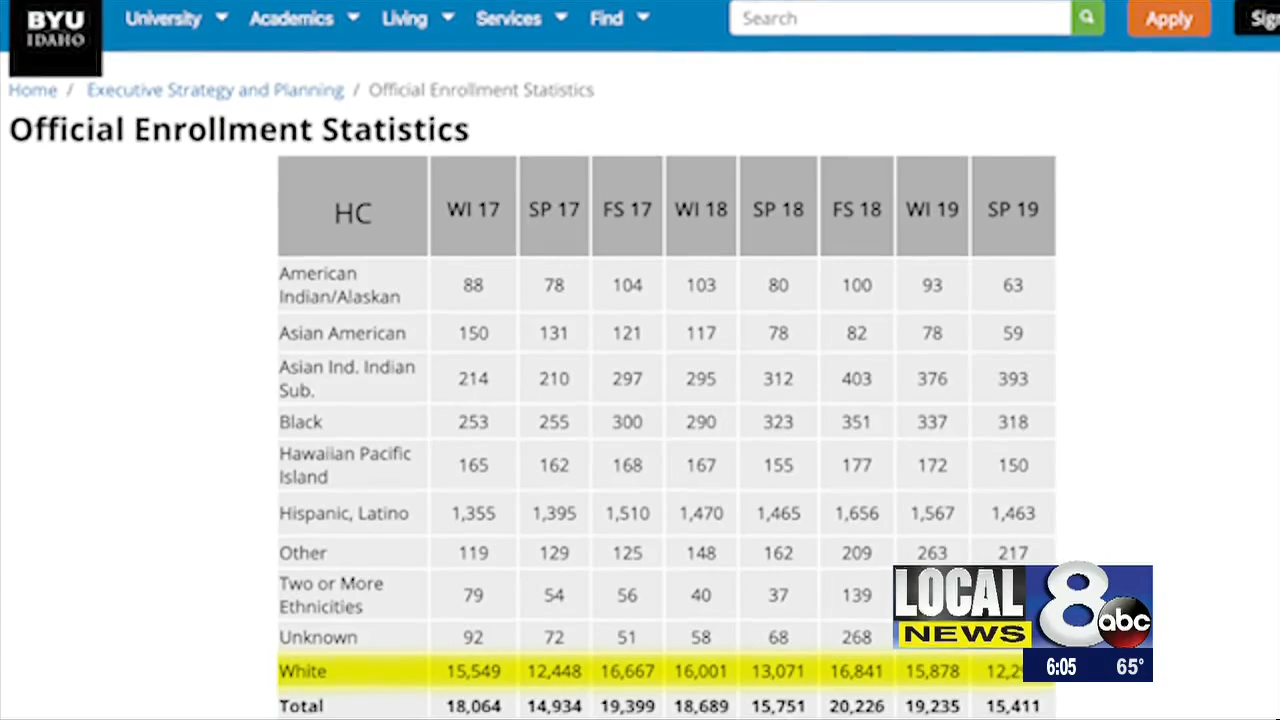 BYU
IDAHO
University Academics Living Services Find Search Apply
Home / Executive Strategy and Planning / Official Enrollment Statistics
Official Enrollment Statistics
HC WI 17 SP 17 FS 17 WI 18 SP 18 FS 18 WI 19 SP 19
American
Indian/Alaskan 88 78 104 103 80 100 93 63
Asian American 150 131 121 117 78 82 78 59
Asian Ind. Indian
Sub. 214 210 297 295 312 403 376 393
Black 253 255 300 290 323 351 337 318
Hawaiian Pacific
Island 165 162 168 167 155 177 172 150
Hispanic, Latino 1,355 1,395 1,510 1,470 1,465 1,656 1,567 1,463
Other 119 129 125 148 162 209 263 217
Two or More
Ethnicities 79 54 56 40 37 139
Unknown 92 72 51 58 68 268
White 15,549 12,448 16,667 16,001 13,071 16,841 15,878
Total 18,064 14,934 19,399 18,689 15,751 20,226 19,235 15,411
LOCAL
NEWS
8
abc
6:05 65°